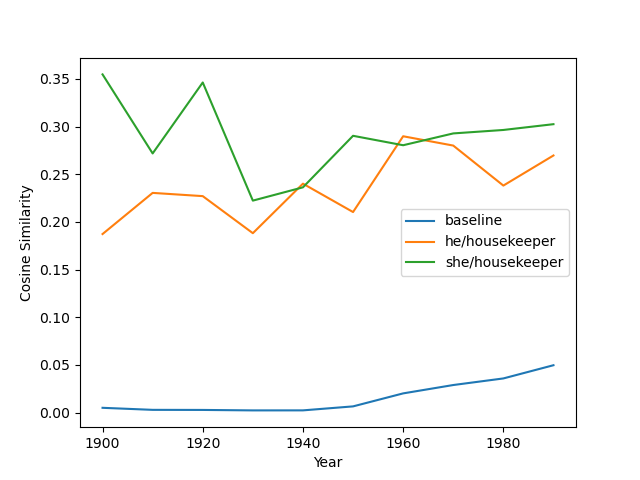 0.35
0.30
0.25
0.20
0.15
0.10
0.05
0.00
Cosine Similarity
baseline
he/housekeeper
she/housekeeper
1900 1920 1940 1960 1980
Year